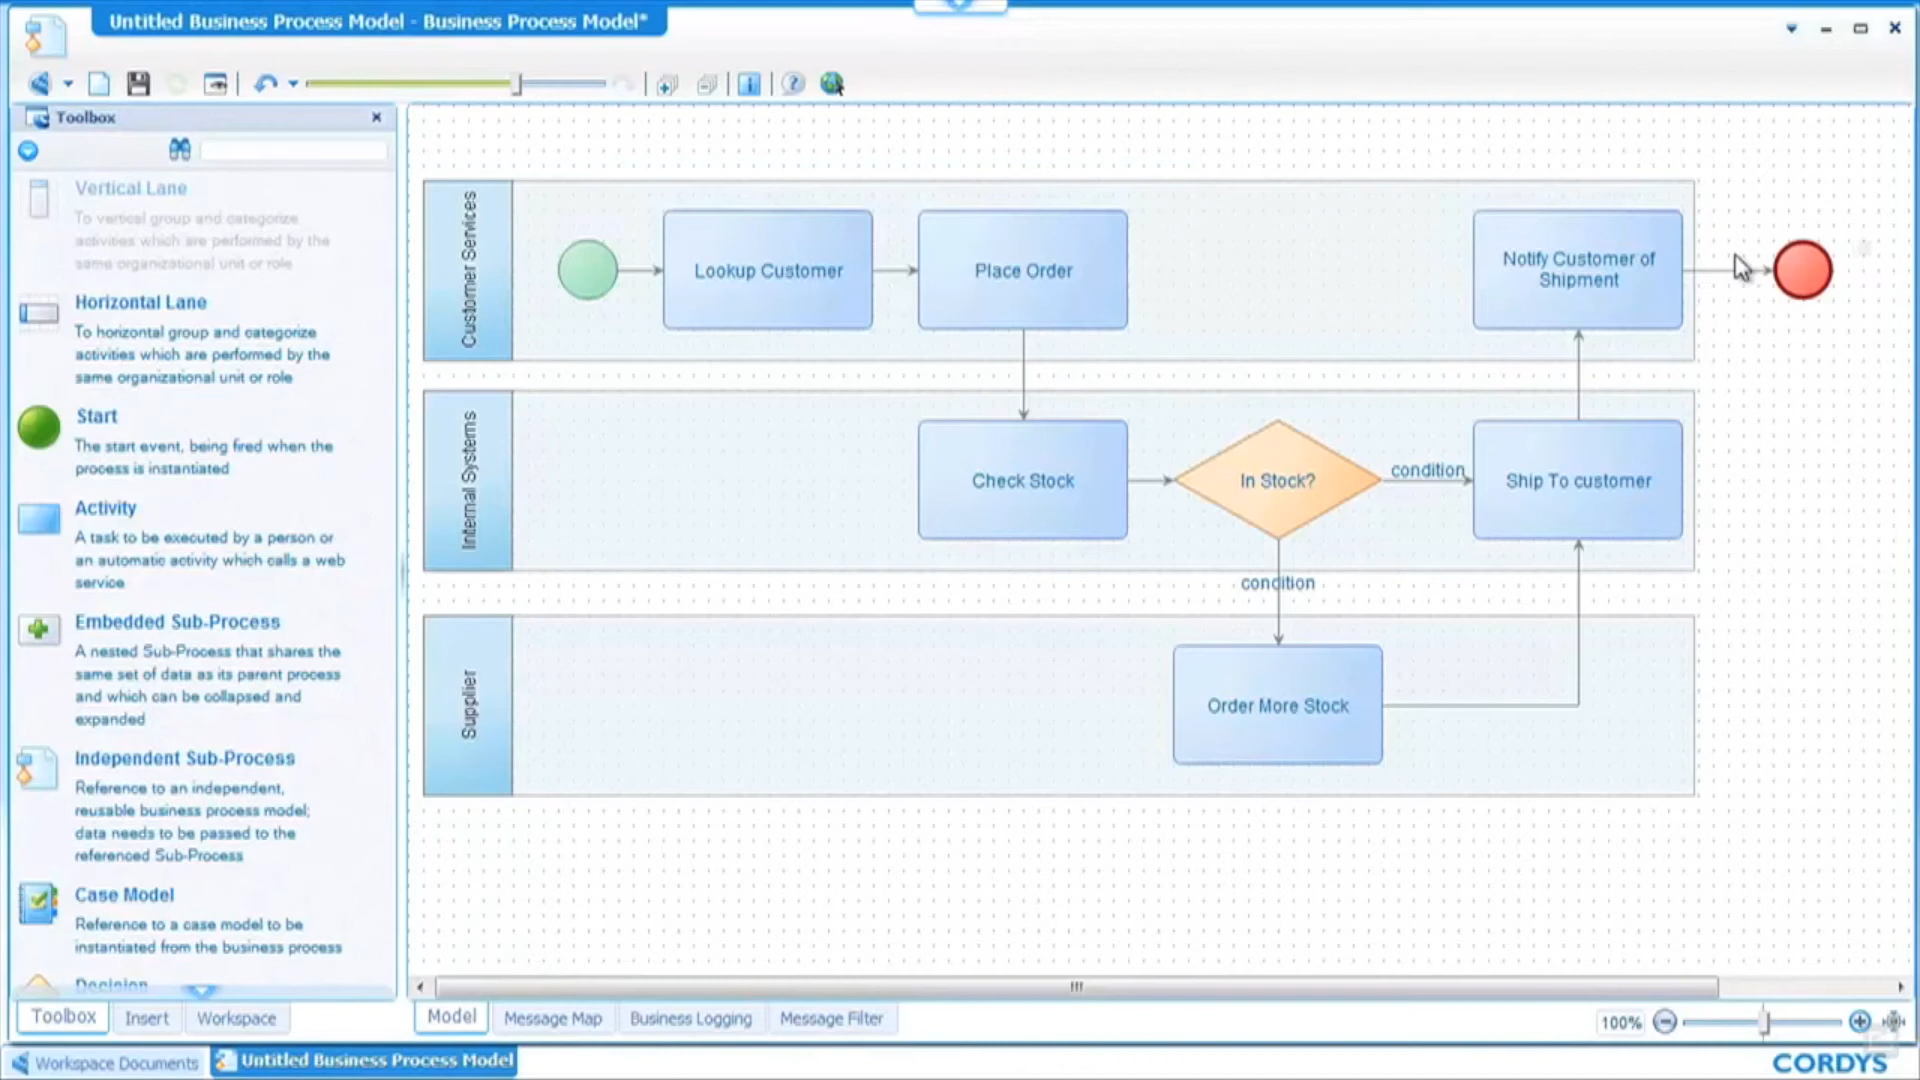 Untitled Business Process Model - Business Process Model*
Toolbox
Vertical Lane
To vertical group and categorize
activities which are performed by the
same organizational unit or role
Horizontal Lane
To horizontal group and categorize
activities which are performed by the
same organizational unit or role
Start
The start event, being fired when the
process is instantiated
Activity
A task to be executed by a person or
an automatic activity which calls a web
service
Embedded Sub-Process
A nested Sub-Process that shares the
same set of data as its parent process
and which can be collapsed and
expanded
Independent Sub-Process
Reference to an independent,
reusable business process model;
data needs to be passed to the
referenced Sub-Process
Case Model
Reference to a case model to be
instantiated from the business process
Decision
Toolbox
Insert
Workspace
Customer Services
Lookup Customer
Place Order
Notify Customer of
Shipment
Internal Systems
Check Stock
In Stock?
condition
Ship To customer
condition
Supplier
Order More Stock
Model
Message Map
Business Logging
Message Filter
100%
Workspace Documents
Untitled Business Process Model
CORDYS